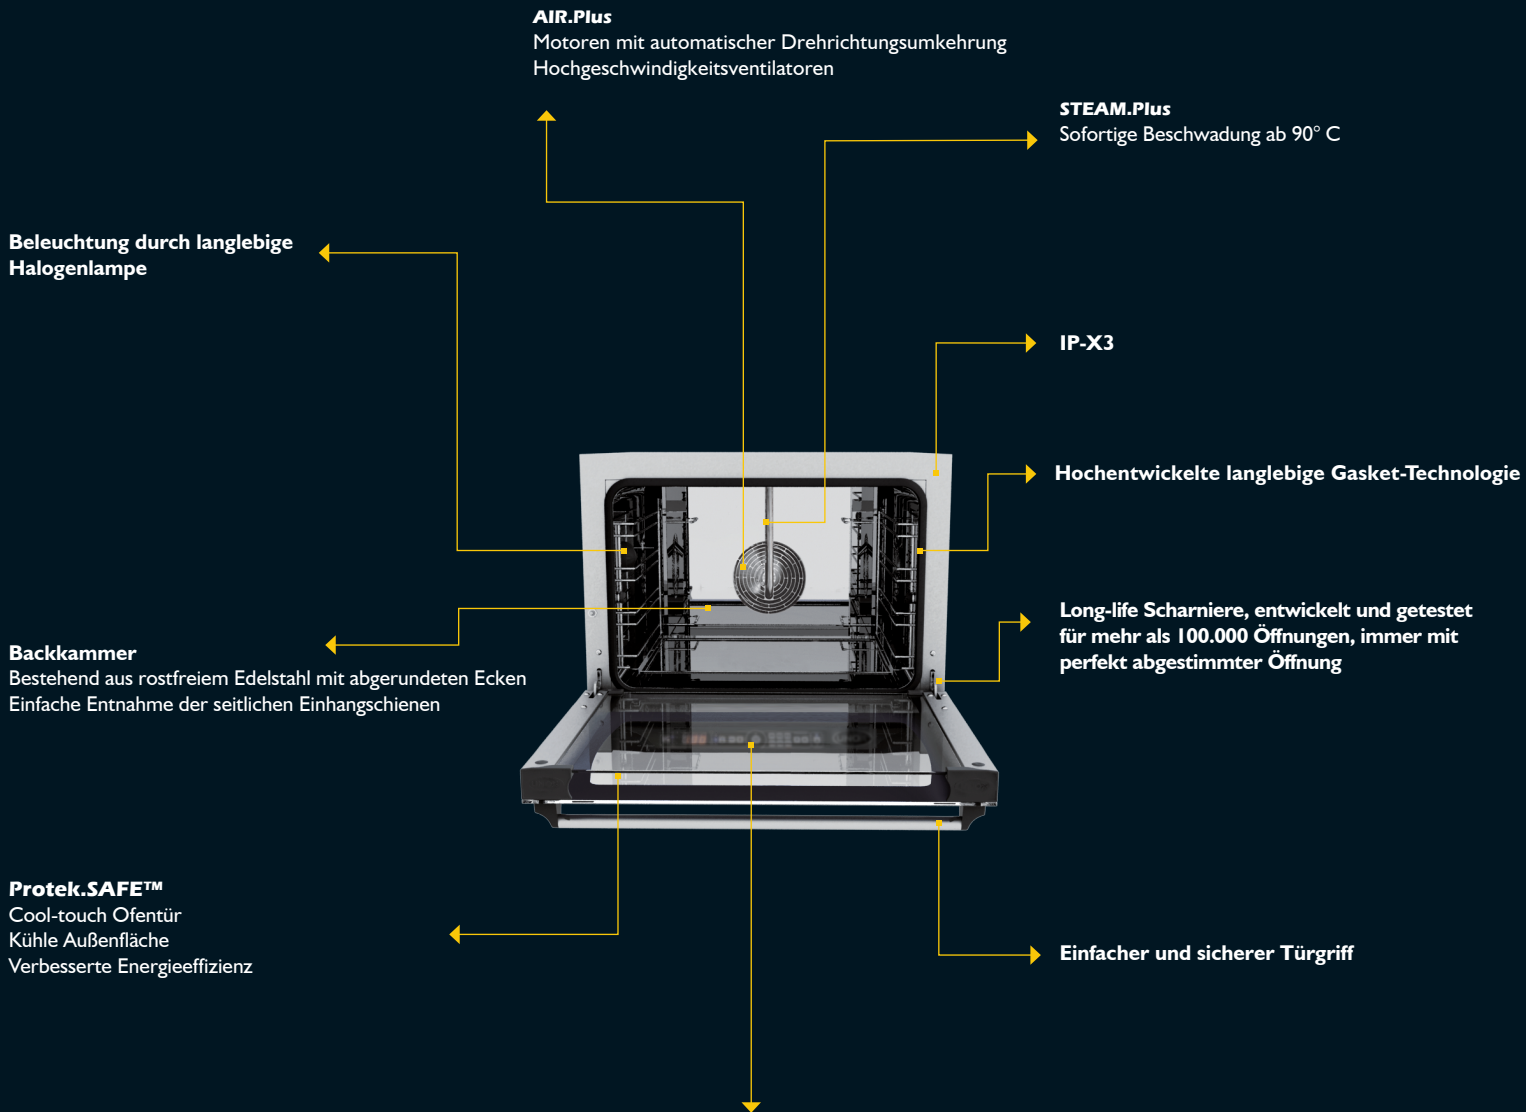 AIR.Plus
Motoren mit automatischer Drehrichtungsumkehrung
Hochgeschwindigkeitsventilatoren
STEAM.Plus
Sofortige Beschwadung ab 90° C
Beleuchtung durch langlebige
Halogenlampe
IP-X3
Hochentwickelte langlebige Gasket-Technologie
Long-life Scharniere, entwickelt und getestet
für mehr als 100.000 Öffnungen, immer mit
perfekt abgestimmter Öffnung
Backkammer
Bestehend aus rostfreiem Edelstahl mit abgerundeten Ecken
Einfache Entnahme der seitlichen Einhangschienen
Protek.SAFE™
Cool-touch Ofentür
Kühle Außenfläche
Verbesserte Energieeffizienz
Einfacher und sicherer Türgriff